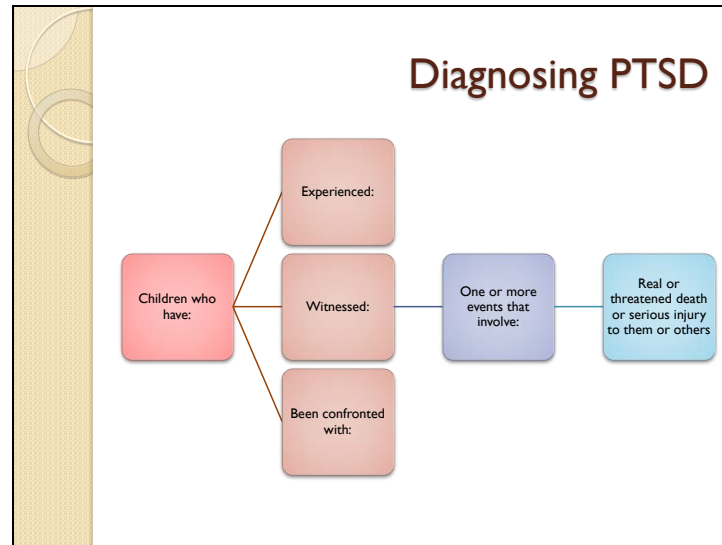 Diagnosing PTSD
Children who
have:
Experienced:
Witnessed:
Been confronted
with:
One or more
events that
involve:
Real or
threatened death
or serious injury
to them or others